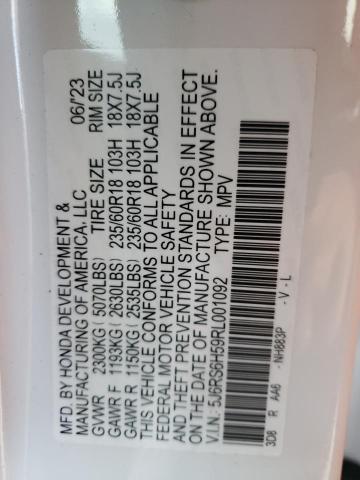 MFD. BY HONDA DEVELOPMENT &
MANUFACTURING OF AMERICA, LLC 06/'23
TIRE SIZE RIM SIZE
GVWR 2300KG ( 5070LBS)
GAWR F 1193KG ( 2630LBS) 235/60R18 103H 18X7.5J
GAWR R 1150KG ( 2535LBS) 235/60R18 103H 18X7.5J
THIS VEHICLE CONFORMS TO ALL APPLICABLE
FEDERAL MOTOR VEHICLE SAFETY
AND THEFT PREVENTION STANDARDS IN EFFECT
ON THE DATE OF MANUFACTURE SHOWN ABOVE.
V.I.N.: 5J6RS6H59RL001092 TYPE: MPV
3D8 R AA6 -NH883P -V-L